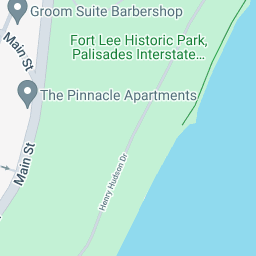 Groom Suite Barbershop
Main St
Fort Lee Historic Park,
Palisades Interstate...
The Pinnacle Apartments
Main St
Henry Hudson Dr